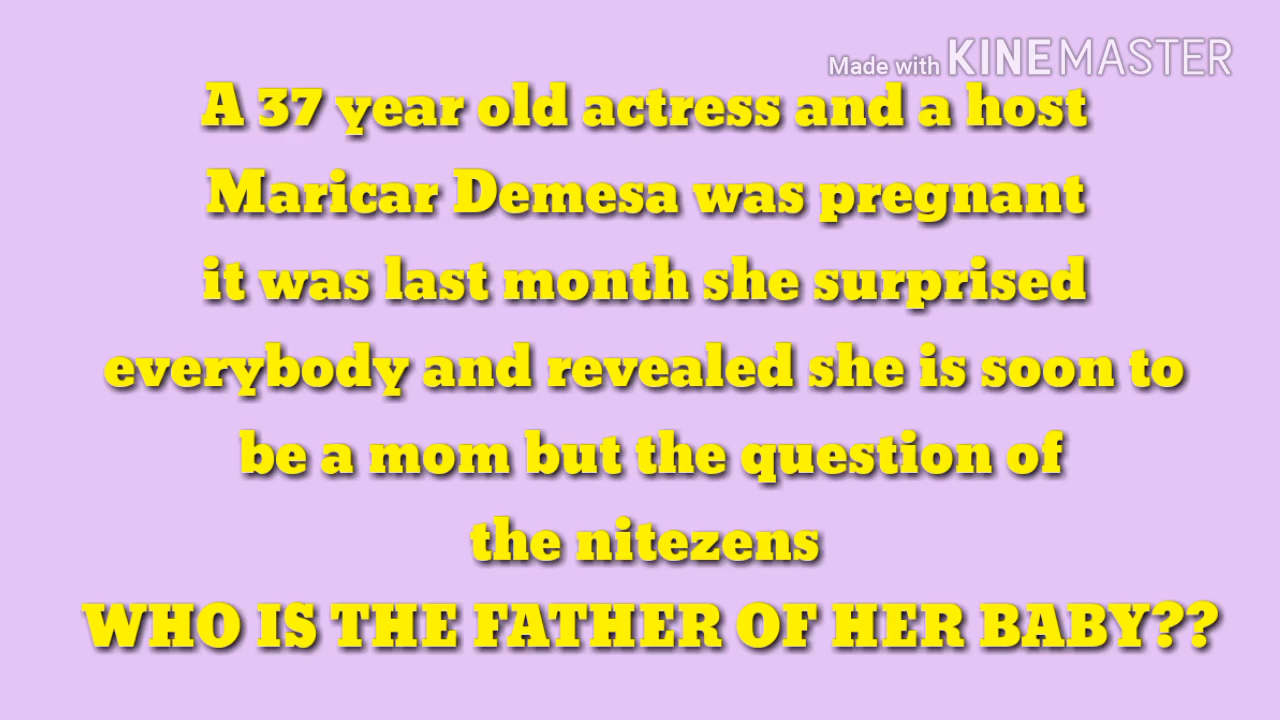 Made with KINEMASTER
A 37 year old actress and a host
Maricar Demesa was pregnant
it was last month she surprised
everybody and revealed she is soon to
be a mom but the question of
the nitezens
WHO IS THE FATHER OF HER BABY??